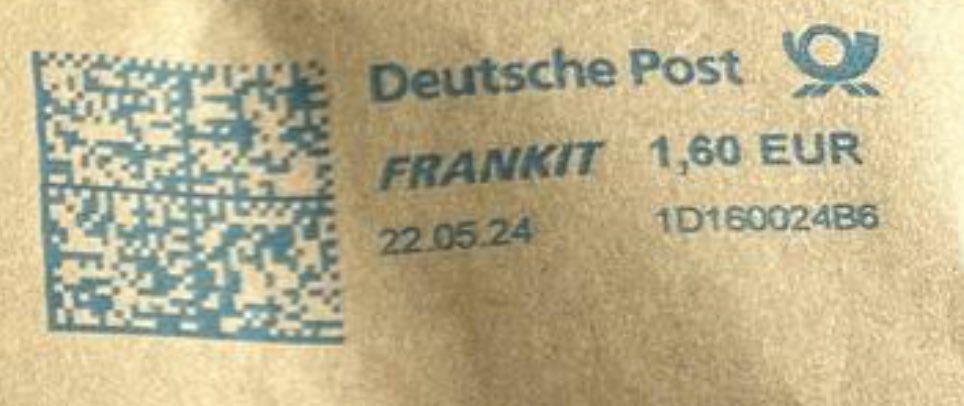 Deutsche Post
FRANKIT 1,60 EUR
22.05.24 1D160024B6